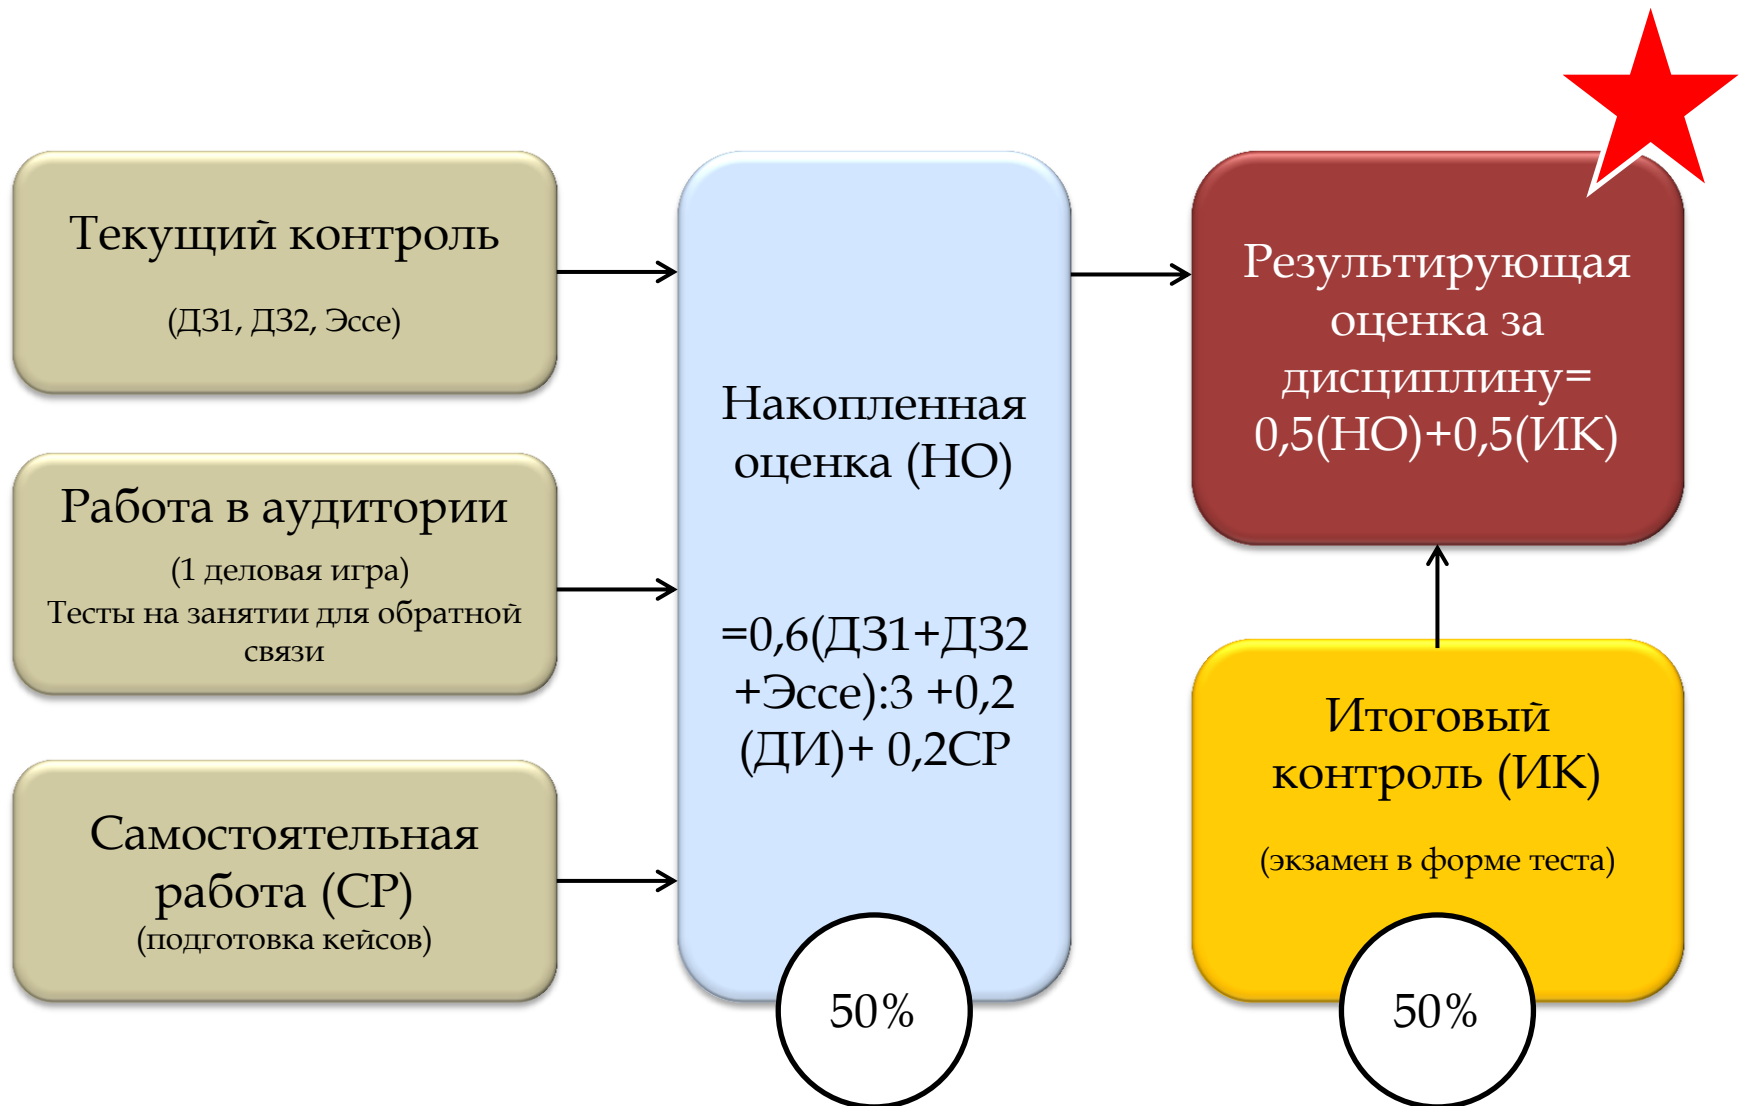 Текущий контроль
(ДЗ1, ДЗ2, Эссе)
Работа в аудитории
(1 деловая игра)
Тесты на занятии для обратной
связи
Самостоятельная
работа (СР)
(подготовка кейсов)
Накопленная
оценка (НО)
=0,6(ДЗ1+ДЗ2
+Эссе):3 +0,2
(ДИ)+ 0,2СР
50%
Результирующая
оценка за
дисциплину=
0,5(НО)+0,5(ИК)
Итоговый
контроль (ИК)
(экзамен в форме теста)
50%